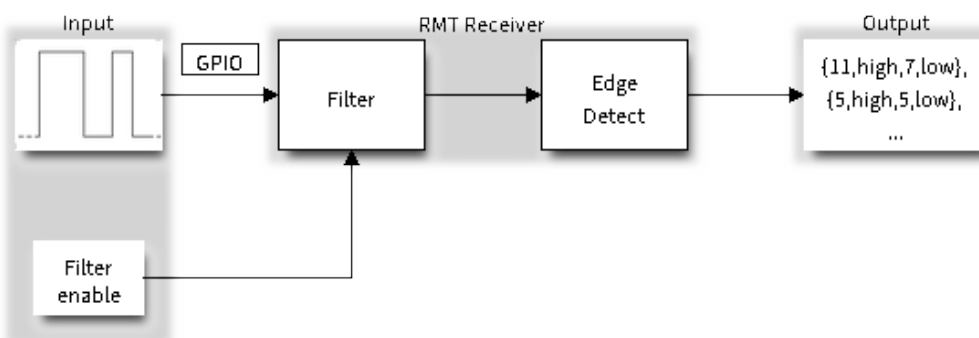 Input
RMT Receiver
Output
GPIO
Filter
Edge
Detect
{11,high,7,low},
{5,high,5,low},
...
Filter
enable